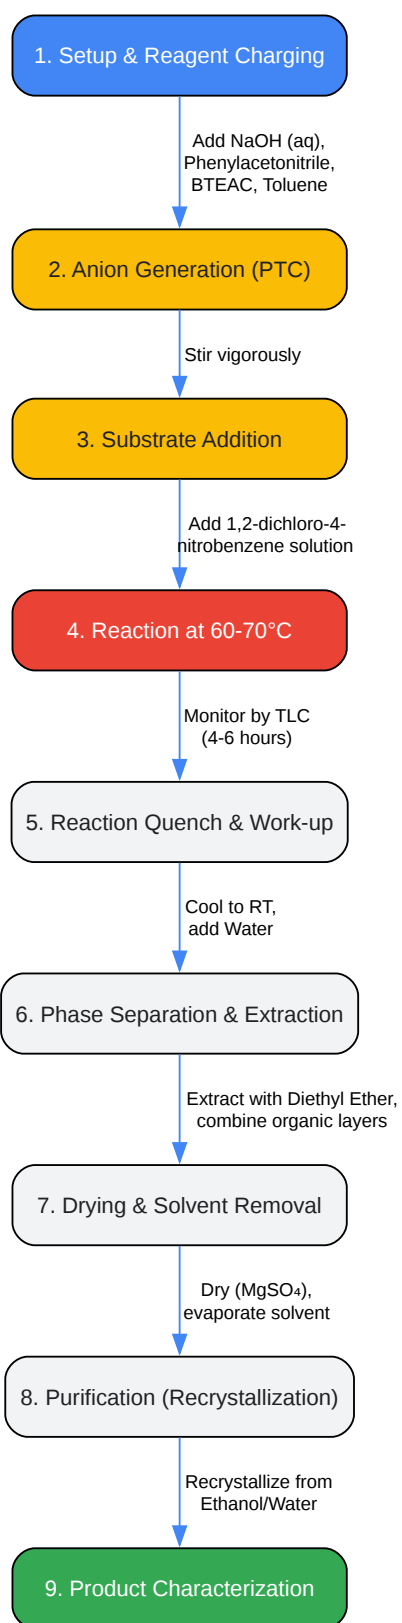 1. Setup & Reagent Charging
Add NaOH (aq),
Phenylacetonitrile,
BTEAC, Toluene
2. Anion Generation (PTC)
Stir vigorously
3. Substrate Addition
Add 1,2-dichloro-4-
nitrobenzene solution
4. Reaction at 60-70°C
Monitor by TLC
(4-6 hours)
5. Reaction Quench & Work-up
Cool to RT,
add Water
6. Phase Separation & Extraction
Extract with Diethyl Ether,
combine organic layers
7. Drying & Solvent Removal
Dry (MgSO₄),
evaporate solvent
8. Purification (Recrystallization)
Recrystallize from
Ethanol/Water
9. Product Characterization